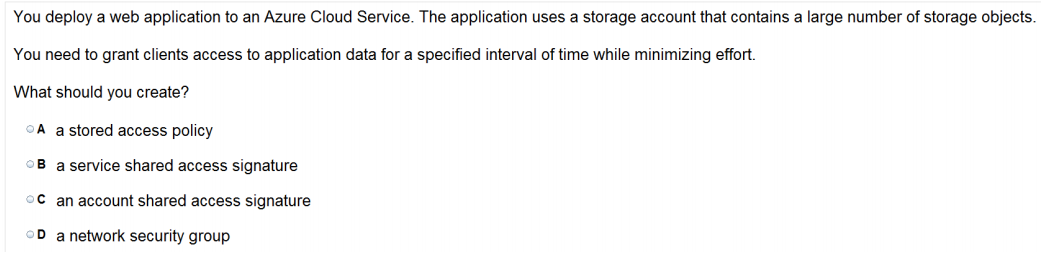 You deploy a web application to an Azure Cloud Service. The application uses a storage account that contains a large number of storage objects.
You need to grant clients access to application data for a specified interval of time while minimizing effort.
What should you create?
A a stored access policy
B a service shared access signature
C an account shared access signature
D a network security group